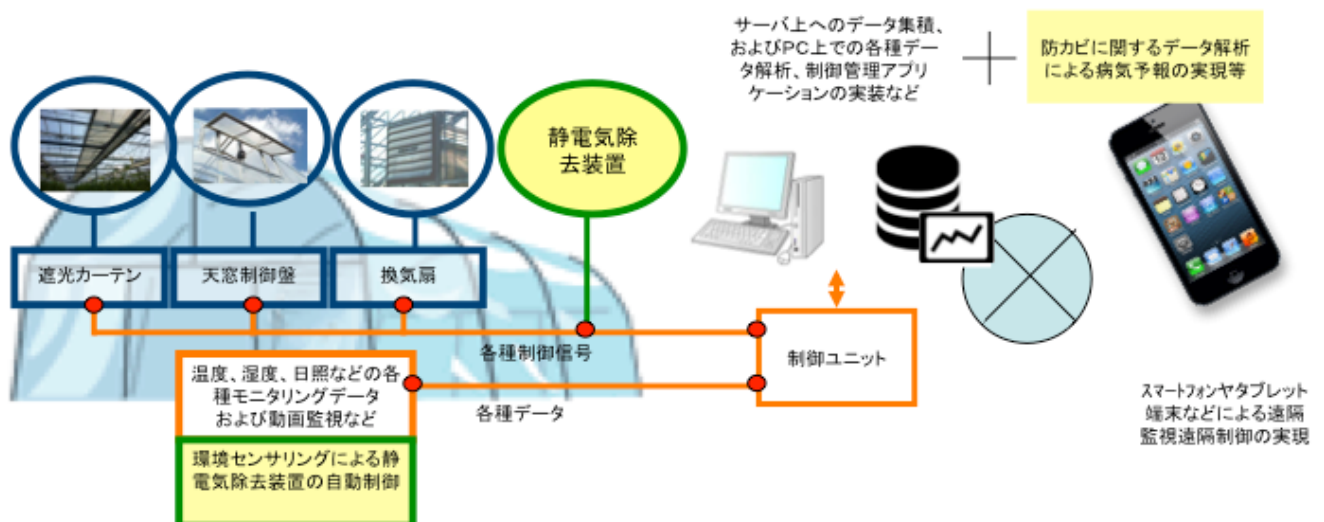 サーバ上へのデータ集積、
およびPC上での各種デー
タ解析、制御管理アプリ
ケーションの実装など
防カビに関するデータ解析
による病気予報の実現等
静電気除
去装置
遮光カーテン
天窓制御盤
換気扇
各種制御信号
制御ユニット
温度、湿度、日照などの各
種モニタリングデータ
および動画監視など
各種データ
環境センサリングによる静
電気除去装置の自動制御
スマートフォンヤタブレット
端末などによる遠隔
監視遠隔制御の実現